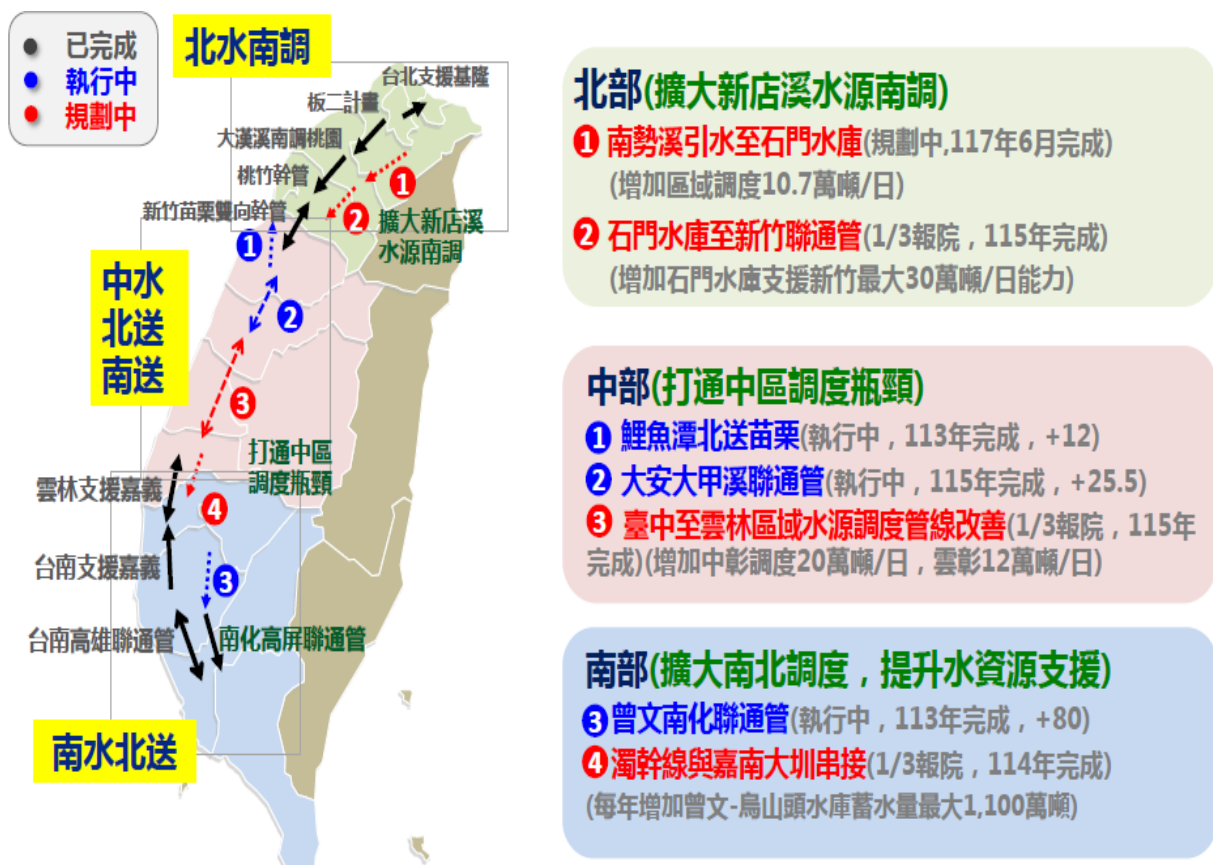 ● 已完成
● 執行中
● 規劃中
北水南調
台北支援基隆
板二計畫
大漢溪南調桃園
桃竹幹管
新竹苗栗雙向幹管
❶
❷
擴大新店溪
水源南調
❶
❷
中水
北送
南送
❸
打通中區
調度瓶頸
❹
雲林支援嘉義
台南支援嘉義
❸
台南高雄聯通管
南化高屏聯通管
南水北送
北部(擴大新店溪水源南調)
❶ 南勢溪引水至石門水庫(規劃中,117年6月完成)
(增加區域調度10.7萬噸/日)
❷ 石門水庫至新竹聯通管(1/3報院，115年完成)
(增加石門水庫支援新竹最大30萬噸/日能力)
中部(打通中區調度瓶頸)
❶ 鯉魚潭北送苗栗(執行中，113年完成，+12)
❷ 大安大甲溪聯通管(執行中，115年完成，+25.5)
❸ 臺中至雲林區域水源調度管線改善(1/3報院，115年
完成)(增加中彰調度20萬噸/日，雲彰12萬噸/日)
南部(擴大南北調度，提升水資源支援)
❸曾文南化聯通管(執行中，113年完成，+80)
❹濁幹線與嘉南大圳串接(1/3報院，114年完成)
(每年增加曾文-烏山頭水庫蓄水量最大1,100萬噸)